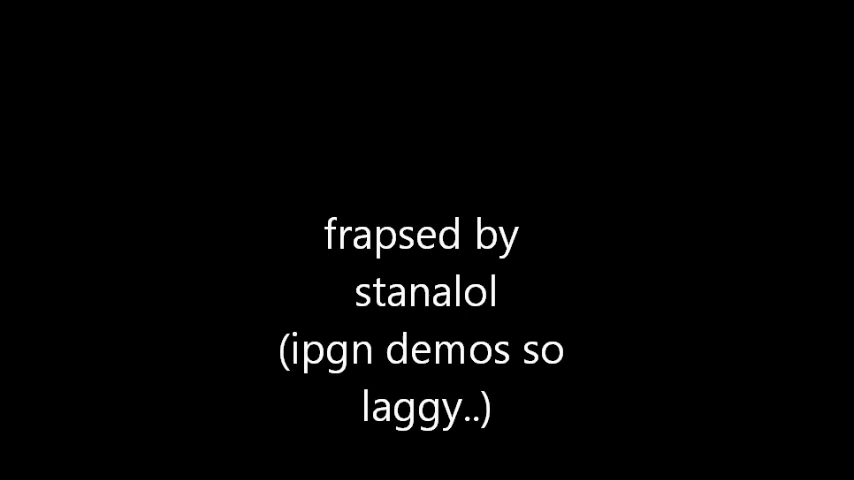 frapsed by
stanalol
(ipgn demos so
laggy..)